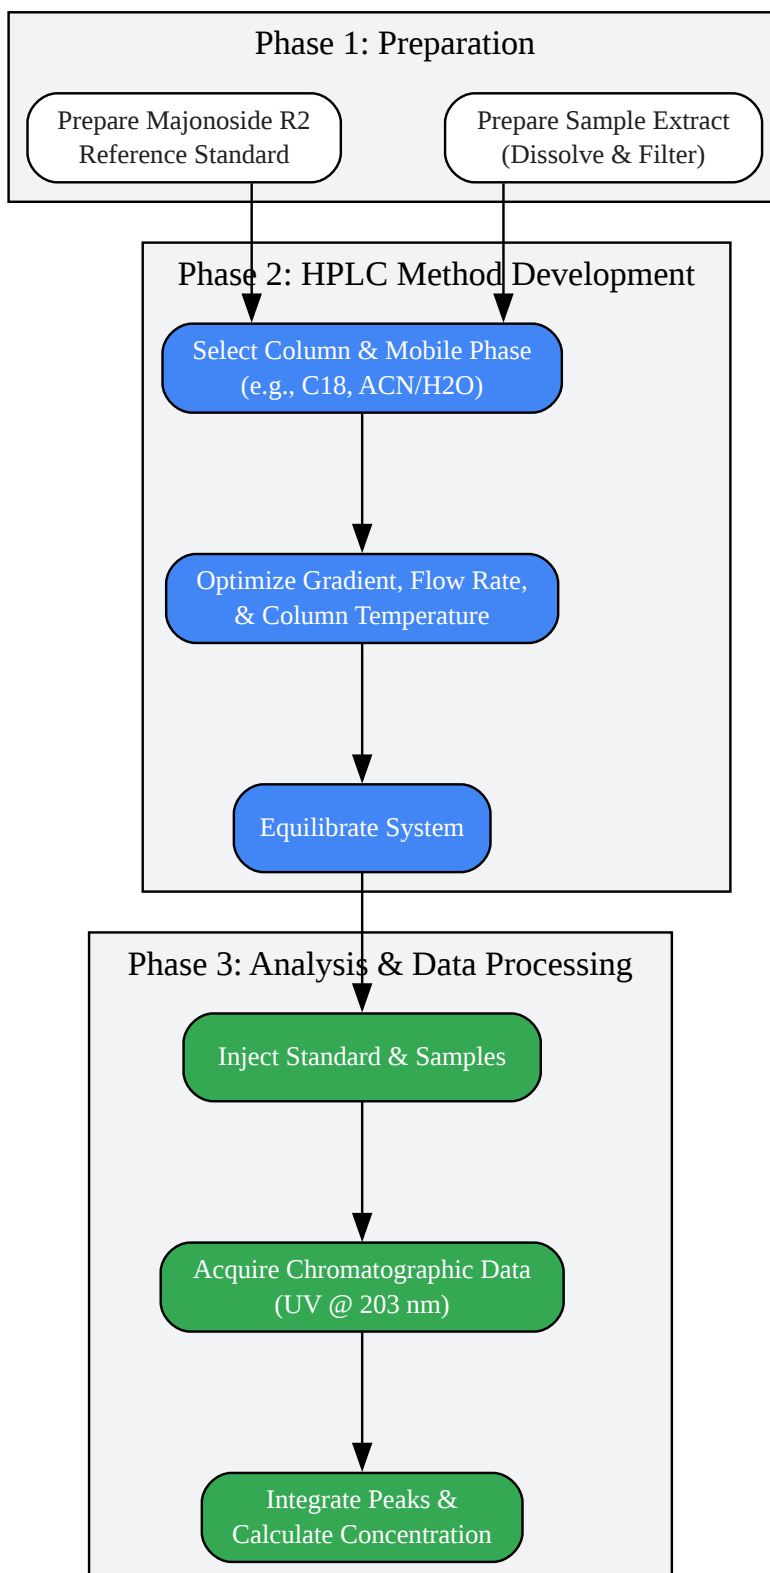 Phase 1: Preparation
Prepare Majonoside R2
Reference Standard
Prepare Sample Extract
(Dissolve & Filter)
Phase 2: HPLC Method Development
Select Column & Mobile Phase
(e.g., C18, ACN/H2O)
Optimize Gradient, Flow Rate,
& Column Temperature
Equilibrate System
Phase 3: Analysis & Data Processing
Inject Standard & Samples
Acquire Chromatographic Data
(UV @ 203 nm)
Integrate Peaks &
Calculate Concentration